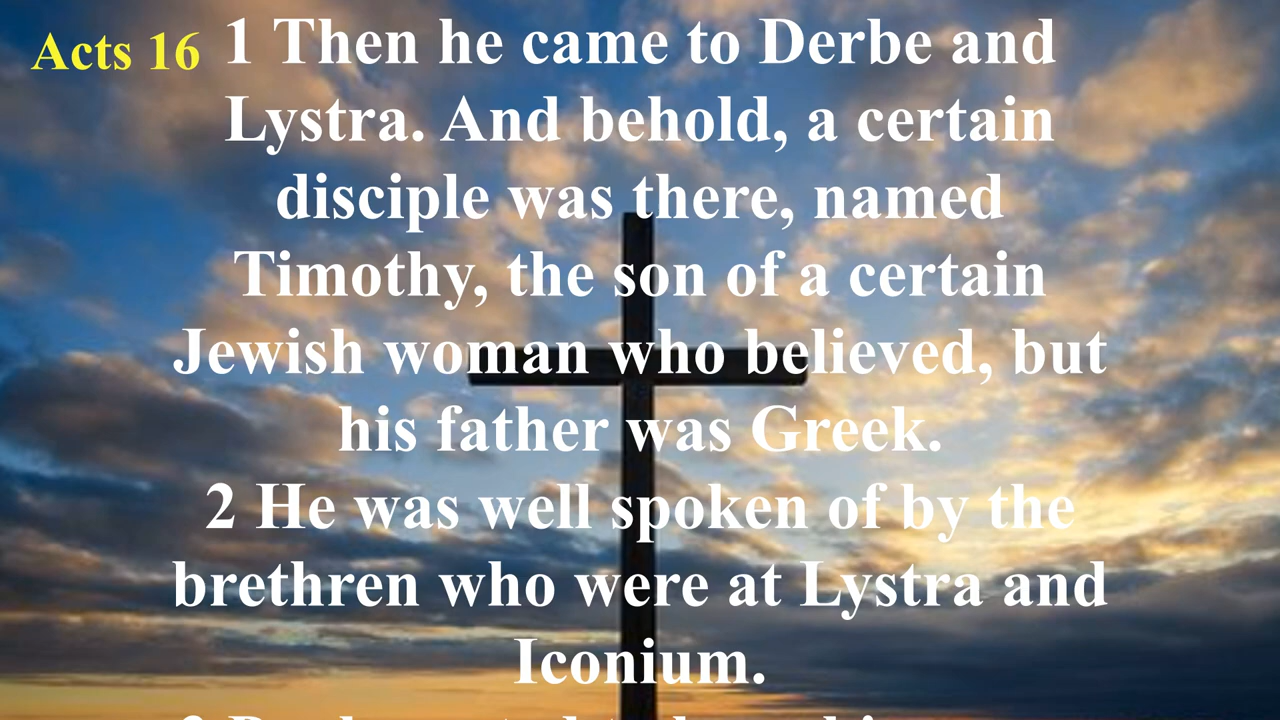 Acts 16
1 Then he came to Derbe and
Lystra. And behold, a certain
disciple was there, named
Timothy, the son of a certain
Jewish woman who believed, but
his father was Greek.
2 He was well spoken of by the
brethren who were at Lystra and
Iconium.